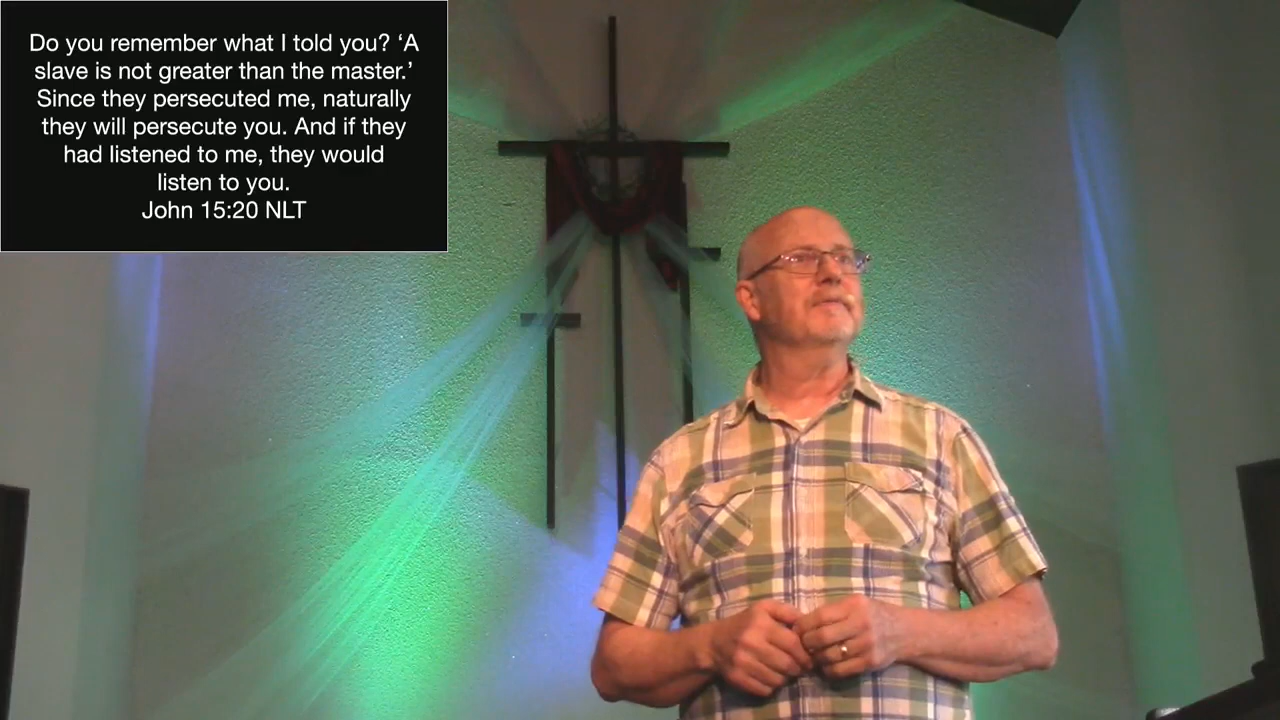 Do you remember what I told you? ‘A
slave is not greater than the master.’
Since they persecuted me, naturally
they will persecute you. And if they
had listened to me, they would
listen to you.
John 15:20 NLT